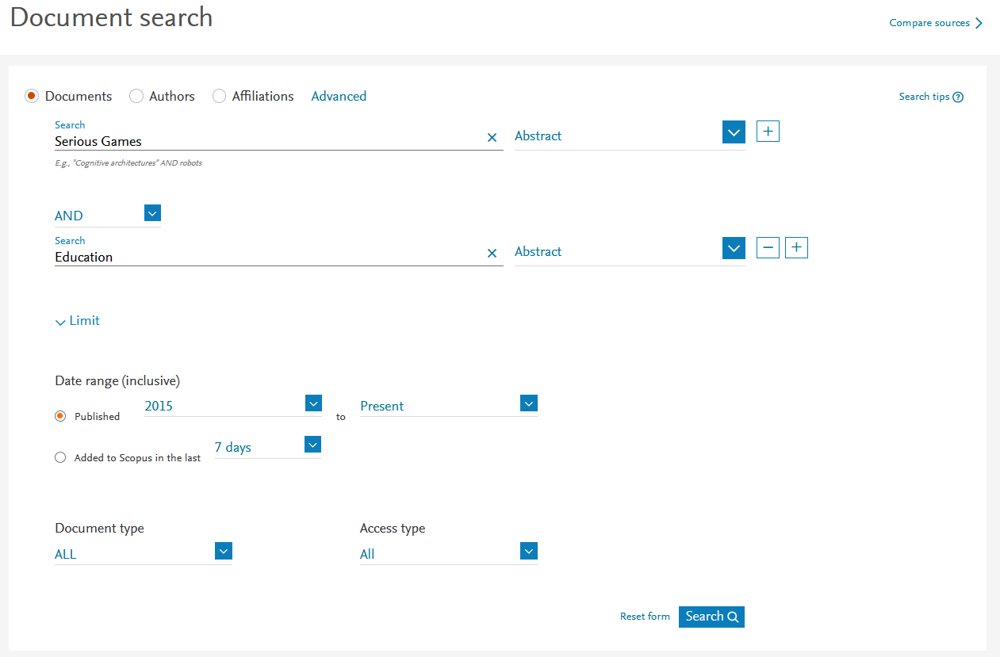 Document search
Compare sources
Documents Authors Affiliations Advanced
Search tips
Search
Serious Games
Abstract
E.g., "Cognitive architectures" AND robots
AND
Search
Education
Abstract
Limit
Date range (inclusive)
Published 2015 to Present
Added to Scopus in the last 7 days
Document type Access type
ALL All
Reset form Search